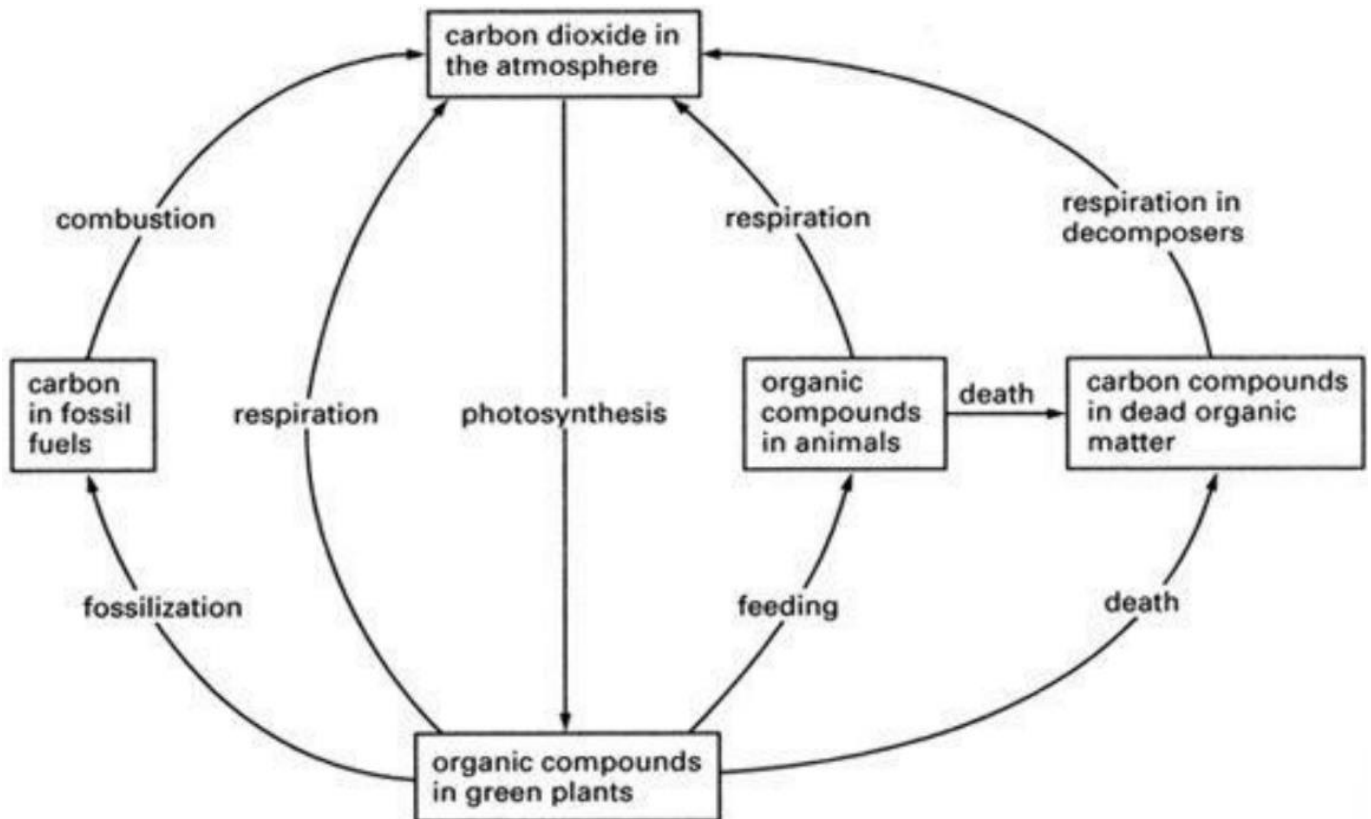 carbon dioxide in
the atmosphere
combustion
respiration
respiration in
decomposers
carbon
in fossil
fuels
respiration
photosynthesis
organic
compounds
in animals
death
carbon compounds
in dead organic
matter
fossilization
feeding
death
organic compounds
in green plants